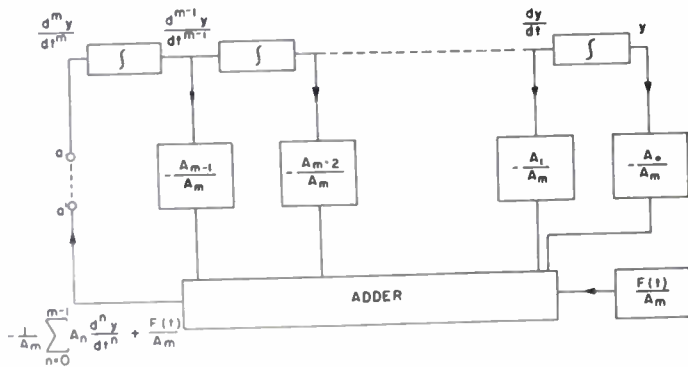 d^m y/dt^m
d^{m-1} y/dt^{m-1}
dy/dt
y
∫
∫
∫
a
a'
-A_{m-1}/A_m
-A_{m-2}/A_m
-A_1/A_m
-A_0/A_m
ADDER
F(t)/A_m
-1/A_m ∑_{n=0}^{m-1} A_n d^n y/dt^n + F(t)/A_m